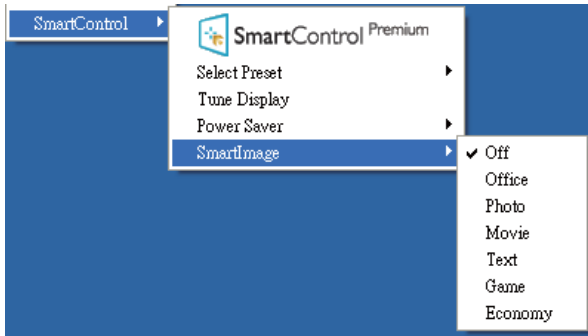 SmartControl
SmartControl Premium
Select Preset
Tune Display
Power Saver
SmartImage
Off
Office
Photo
Movie
Text
Game
Economy